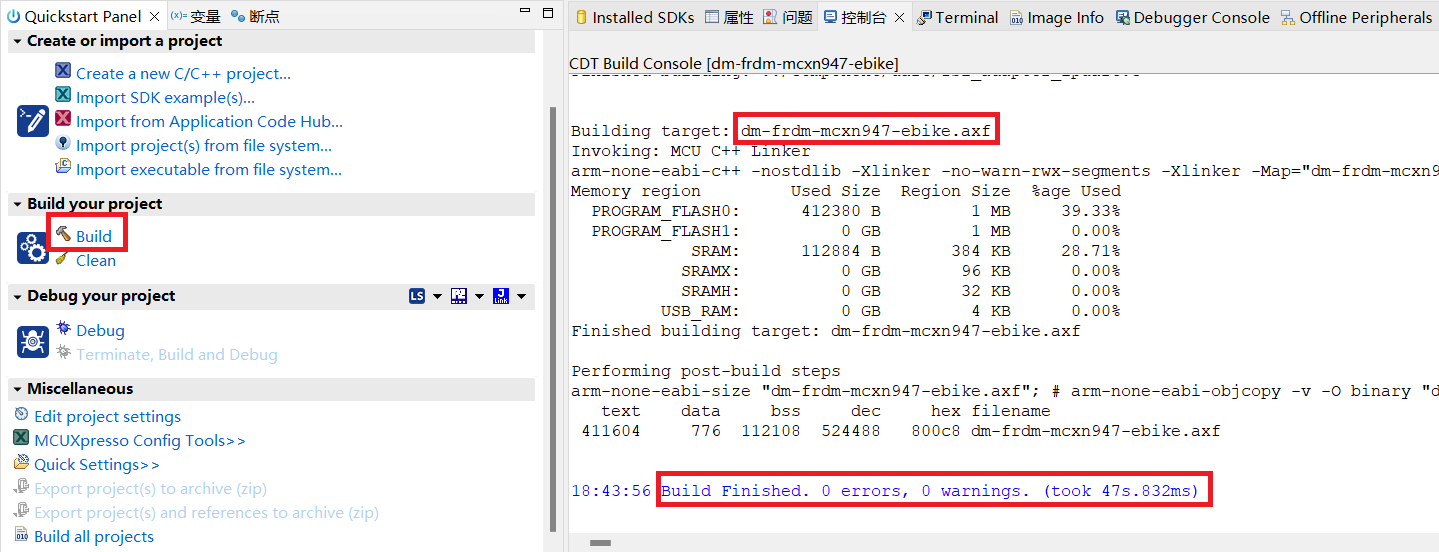 Quickstart Panel
(x)= 变量
断点
Create or import a project
Create a new C/C++ project...
Import SDK example(s)...
Import from Application Code Hub...
Import project(s) from file system...
Import executable from file system...
Build your project
Build
Clean
Debug your project
LS
Link
Debug
Terminate, Build and Debug
Miscellaneous
Edit project settings
MCUXpresso Config Tools>>
Quick Settings>>
Export project(s) to archive (zip)
Export project(s) and references to archive (zip)
Build all projects
Installed SDKs
属性
问题
控制台
Terminal
Image Info
Debugger Console
Offline Peripherals
CDT Build Console [dm-frdm-mcxn947-ebike]
Building target: dm-frdm-mcxn947-ebike.axf
Invoking: MCU C++ Linker
arm-none-eabi-c++ -nostdlib -Xlinker -no-warn-rwx-segments -Xlinker -Map="dm-frdm-mcxn9
Memory region Used Size Region Size %age Used
PROGRAM_FLASH0: 412380 B 1 MB 39.33%
PROGRAM_FLASH1: 0 GB 1 MB 0.00%
SRAM: 112884 B 384 KB 28.71%
SRAMX: 0 GB 96 KB 0.00%
SRAMH: 0 GB 32 KB 0.00%
USB_RAM: 0 GB 4 KB 0.00%
Finished building target: dm-frdm-mcxn947-ebike.axf
Performing post-build steps
arm-none-eabi-size "dm-frdm-mcxn947-ebike.axf"; # arm-none-eabi-objcopy -v -O binary "d
text data bss dec hex filename
411604 776 112108 524488 800c8 dm-frdm-mcxn947-ebike.axf
18:43:56 Build Finished. 0 errors, 0 warnings. (took 47s.832ms)